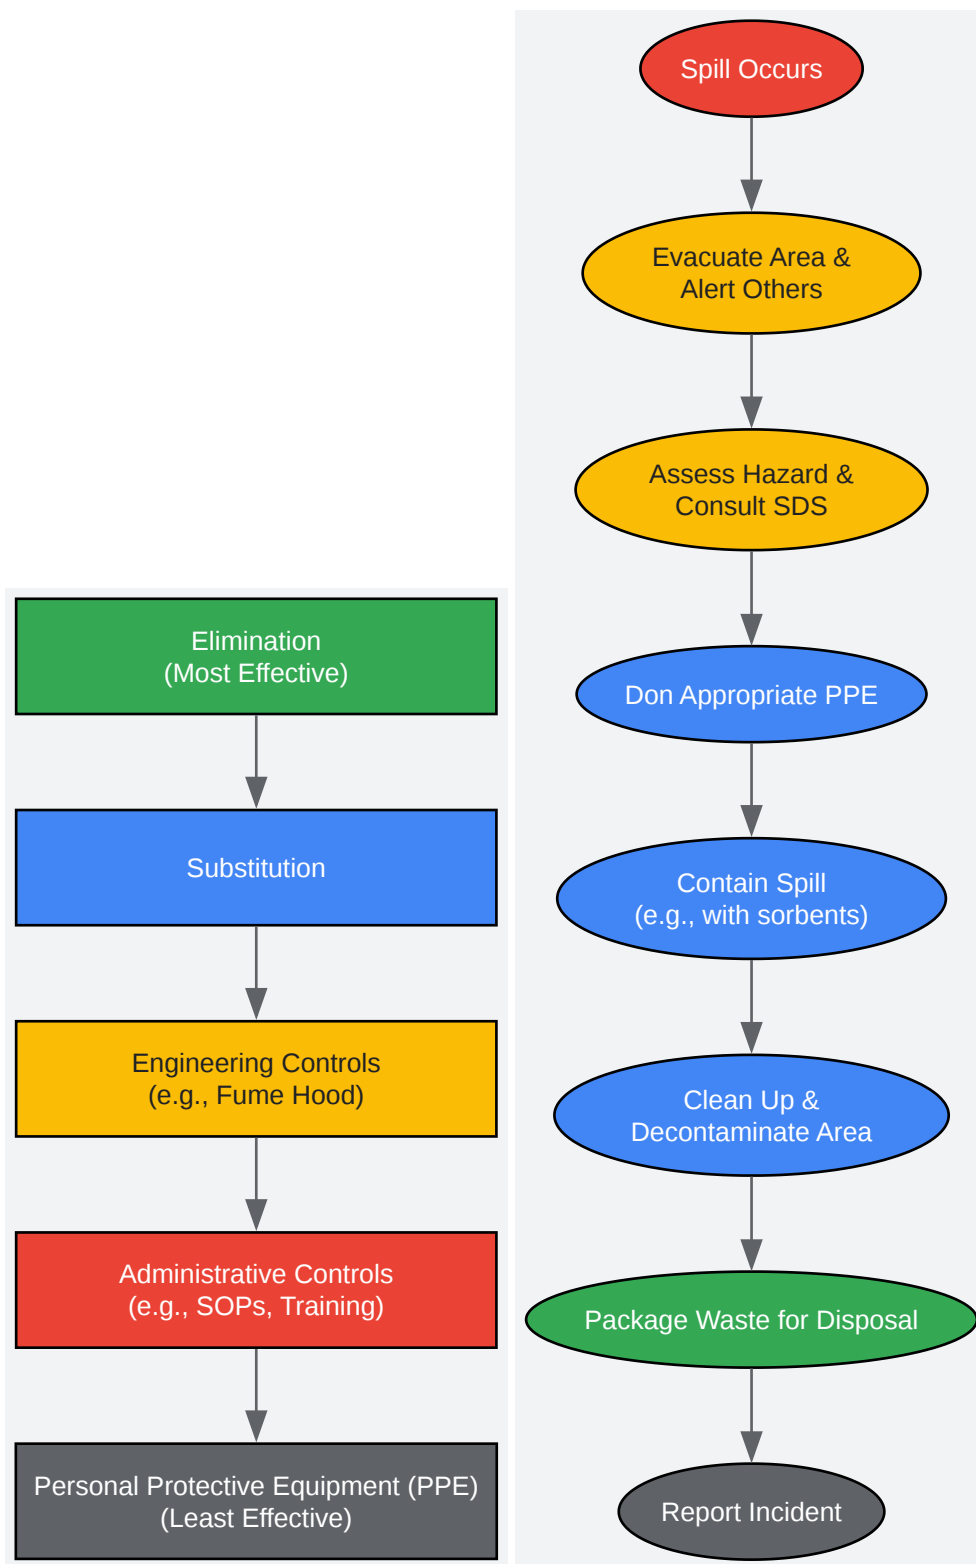 Elimination
(Most Effective)
Substitution
Engineering Controls
(e.g., Fume Hood)
Administrative Controls
(e.g., SOPs, Training)
Personal Protective Equipment (PPE)
(Least Effective)
Spill Occurs
Evacuate Area &
Alert Others
Assess Hazard &
Consult SDS
Don Appropriate PPE
Contain Spill
(e.g., with sorbents)
Clean Up &
Decontaminate Area
Package Waste for Disposal
Report Incident